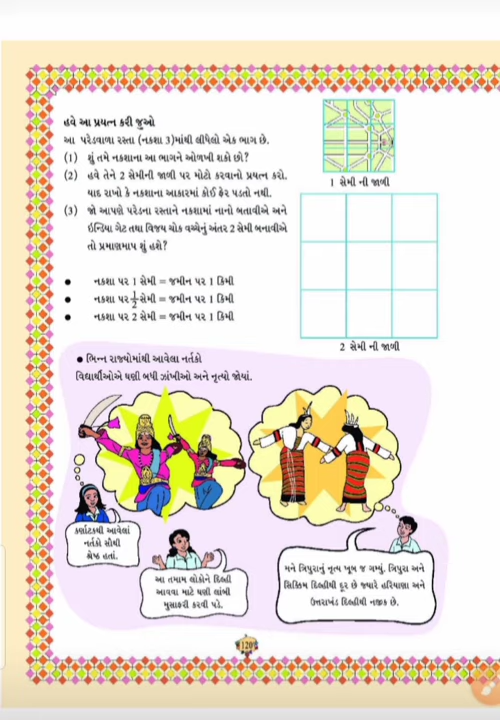 હવે આ પ્રયત્ન કરી જુઓ
આ પરેડવાળા રસ્તા (નકશા 3)માંથી લીધેલો એક ભાગ છે.
(1) શું તમે નકશાના આ ભાગને ઓળખી શકો છો?
(2) હવે તેને 2 સેમીની જાળી પર મોટો કરવાનો પ્રયત્ન કરો.
યાદ રાખો કે નકશાના આકારમાં કોઈ ફેર પડતો નથી.
(3) જો આપણે પરેડના રસ્તાને નકશામાં નાનો બતાવીએ અને
ઇન્ડિયા ગેટ તથા વિજય ચોક વચ્ચેનું અંતર 2 સેમી બનાવીએ
તો પ્રમાણમાપ શું હશે?
1 સેમી ની જાળી
● નકશા પર 1 સેમી = જમીન પર 1 કિમી
● નકશા પર 1/2 સેમી = જમીન પર 1 કિમી
● નકશા પર 2 સેમી = જમીન પર 1 કિમી
2 સેમી ની જાળી
● ભિન્ન રાજ્યોમાંથી આવેલા નર્તકો
વિદ્યાર્થીઓએ ઘણી બધી ઝાંખીઓ અને નૃત્યો જોયાં.
કર્ણાટકથી આવેલાં
નર્તકો સૌથી
શ્રેષ્ઠ હતાં.
આ તમામ લોકોને દિલ્હી
આવવા માટે ઘણી લાંબી
મુસાફરી કરવી પડે.
મને ત્રિપુરાનું નૃત્ય ખૂબ જ ગમ્યું. ત્રિપુરા અને
સિક્કિમ દિલ્હીથી દૂર છે જ્યારે હરિયાણા અને
ઉત્તરાખંડ દિલ્હીથી નજીક છે.
120